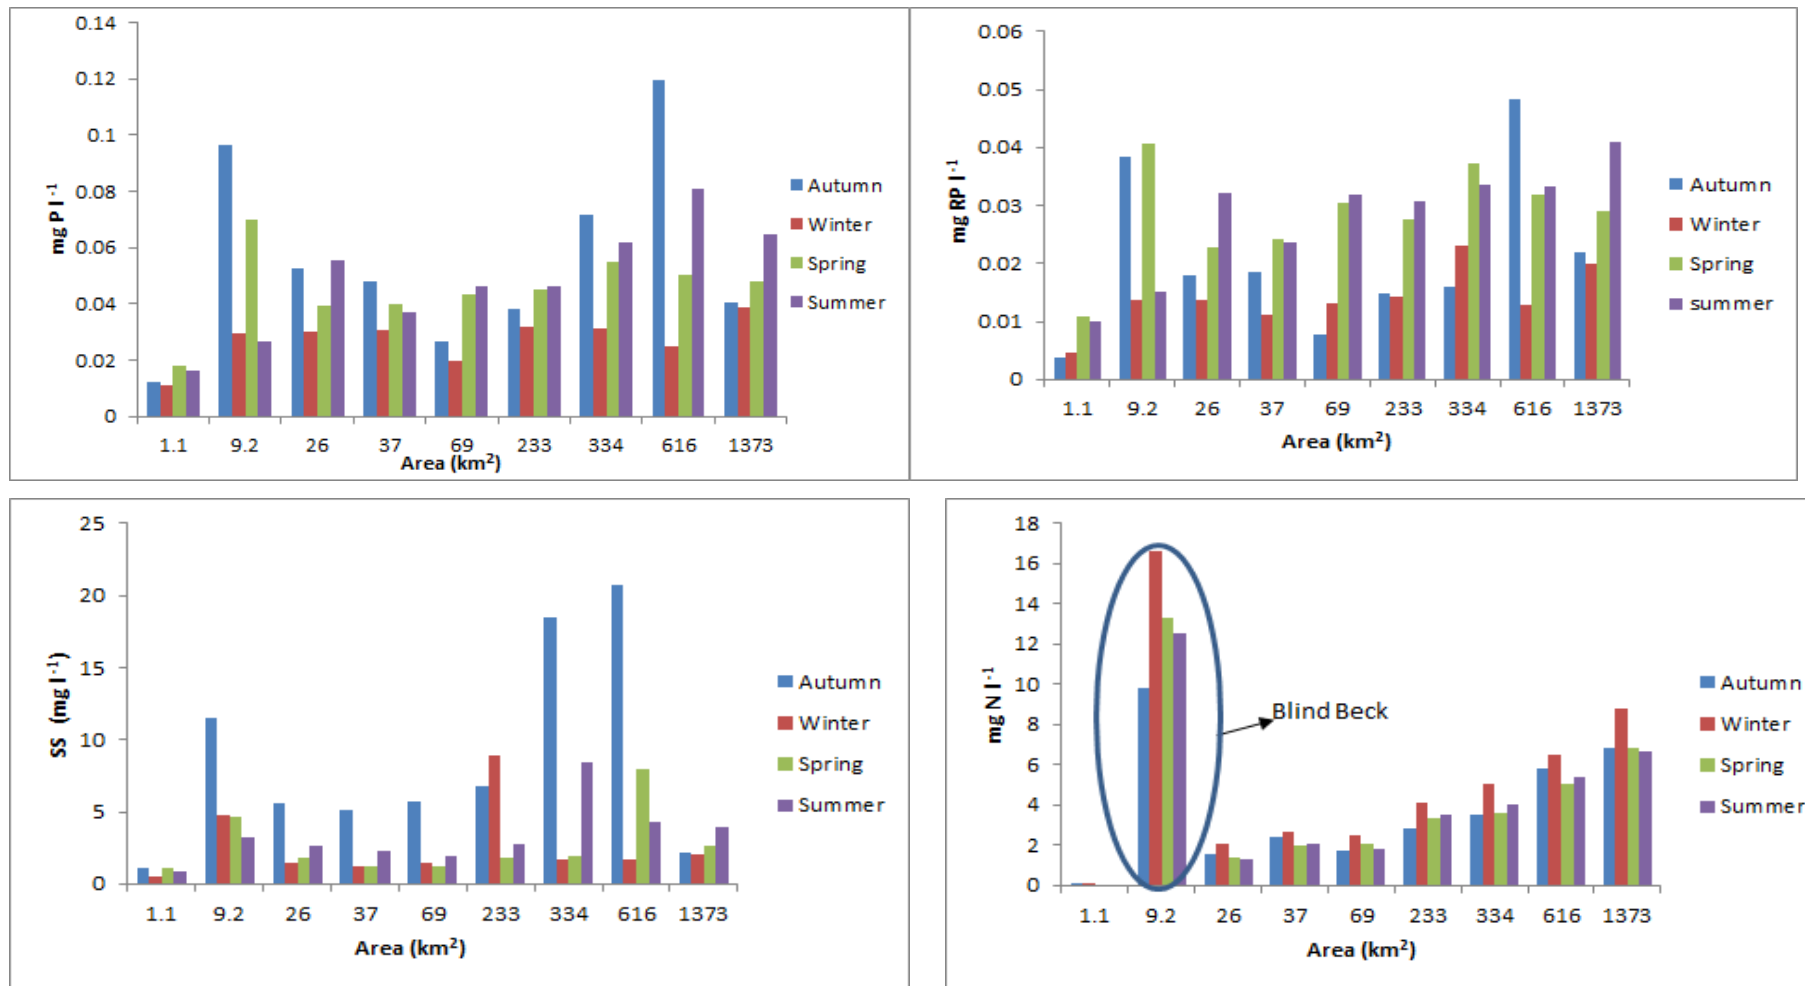 0.14
0.12
0.1
0.08
0.06
0.04
0.02
0
mg P l⁻¹
1.1 9.2 26 37 69 233 334 616 1373
Area (km²)
Autumn
Winter
Spring
Summer
0.06
0.05
0.04
0.03
0.02
0.01
0
mg RP l⁻¹
1.1 9.2 26 37 69 233 334 616 1373
Area (km²)
Autumn
Winter
Spring
summer
25
20
15
10
5
0
SS (mg l⁻¹)
1.1 9.2 26 37 69 233 334 616 1373
Area (km²)
Autumn
Winter
Spring
Summer
18
16
14
12
10
8
6
4
2
0
mg N l⁻¹
Blind Beck
1.1 9.2 26 37 69 233 334 616 1373
Area (km²)
Autumn
Winter
Spring
Summer